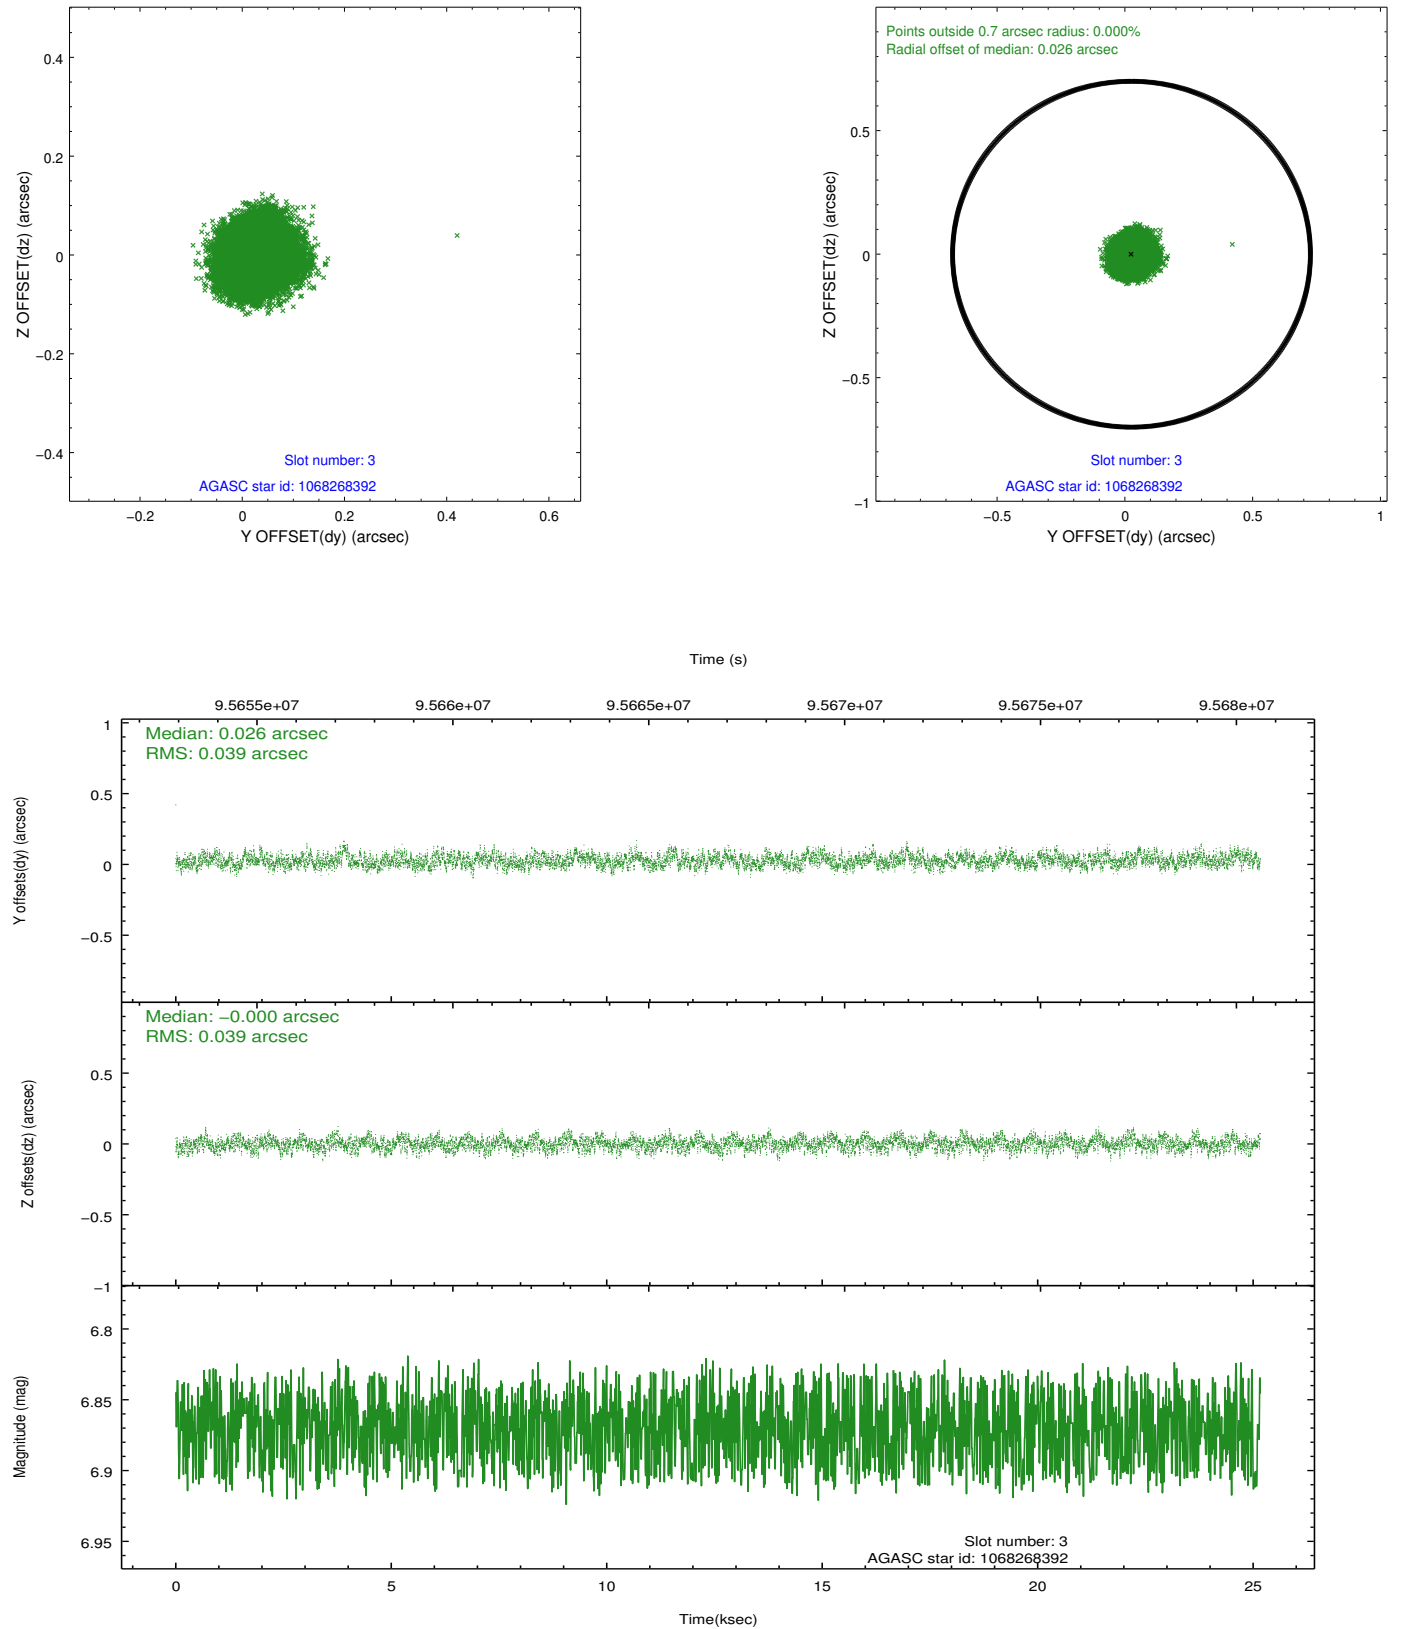 0.4
0.2
0
−0.2
−0.4
Z OFFSET(dz) (arcsec)
Slot number: 3
AGASC star id: 1068268392
−0.2 0 0.2 0.4 0.6
Y OFFSET(dy) (arcsec)
Points outside 0.7 arcsec radius: 0.000%
Radial offset of median: 0.026 arcsec
0.5
0
−0.5
−1
Z OFFSET(dz) (arcsec)
Slot number: 3
AGASC star id: 1068268392
−0.5 0 0.5 1
Y OFFSET(dy) (arcsec)
Time (s)
9.5655e+07 9.566e+07 9.5665e+07 9.567e+07 9.5675e+07 9.568e+07
Median: 0.026 arcsec
RMS: 0.039 arcsec
1
0.5
0
−0.5
Y offsets(dy) (arcsec)
Median: −0.000 arcsec
RMS: 0.039 arcsec
0.5
0
−0.5
−1
Z offsets(dz) (arcsec)
6.8
6.85
6.9
6.95
Magnitude (mag)
Slot number: 3
AGASC star id: 1068268392
0 5 10 15 20 25
Time(ksec)